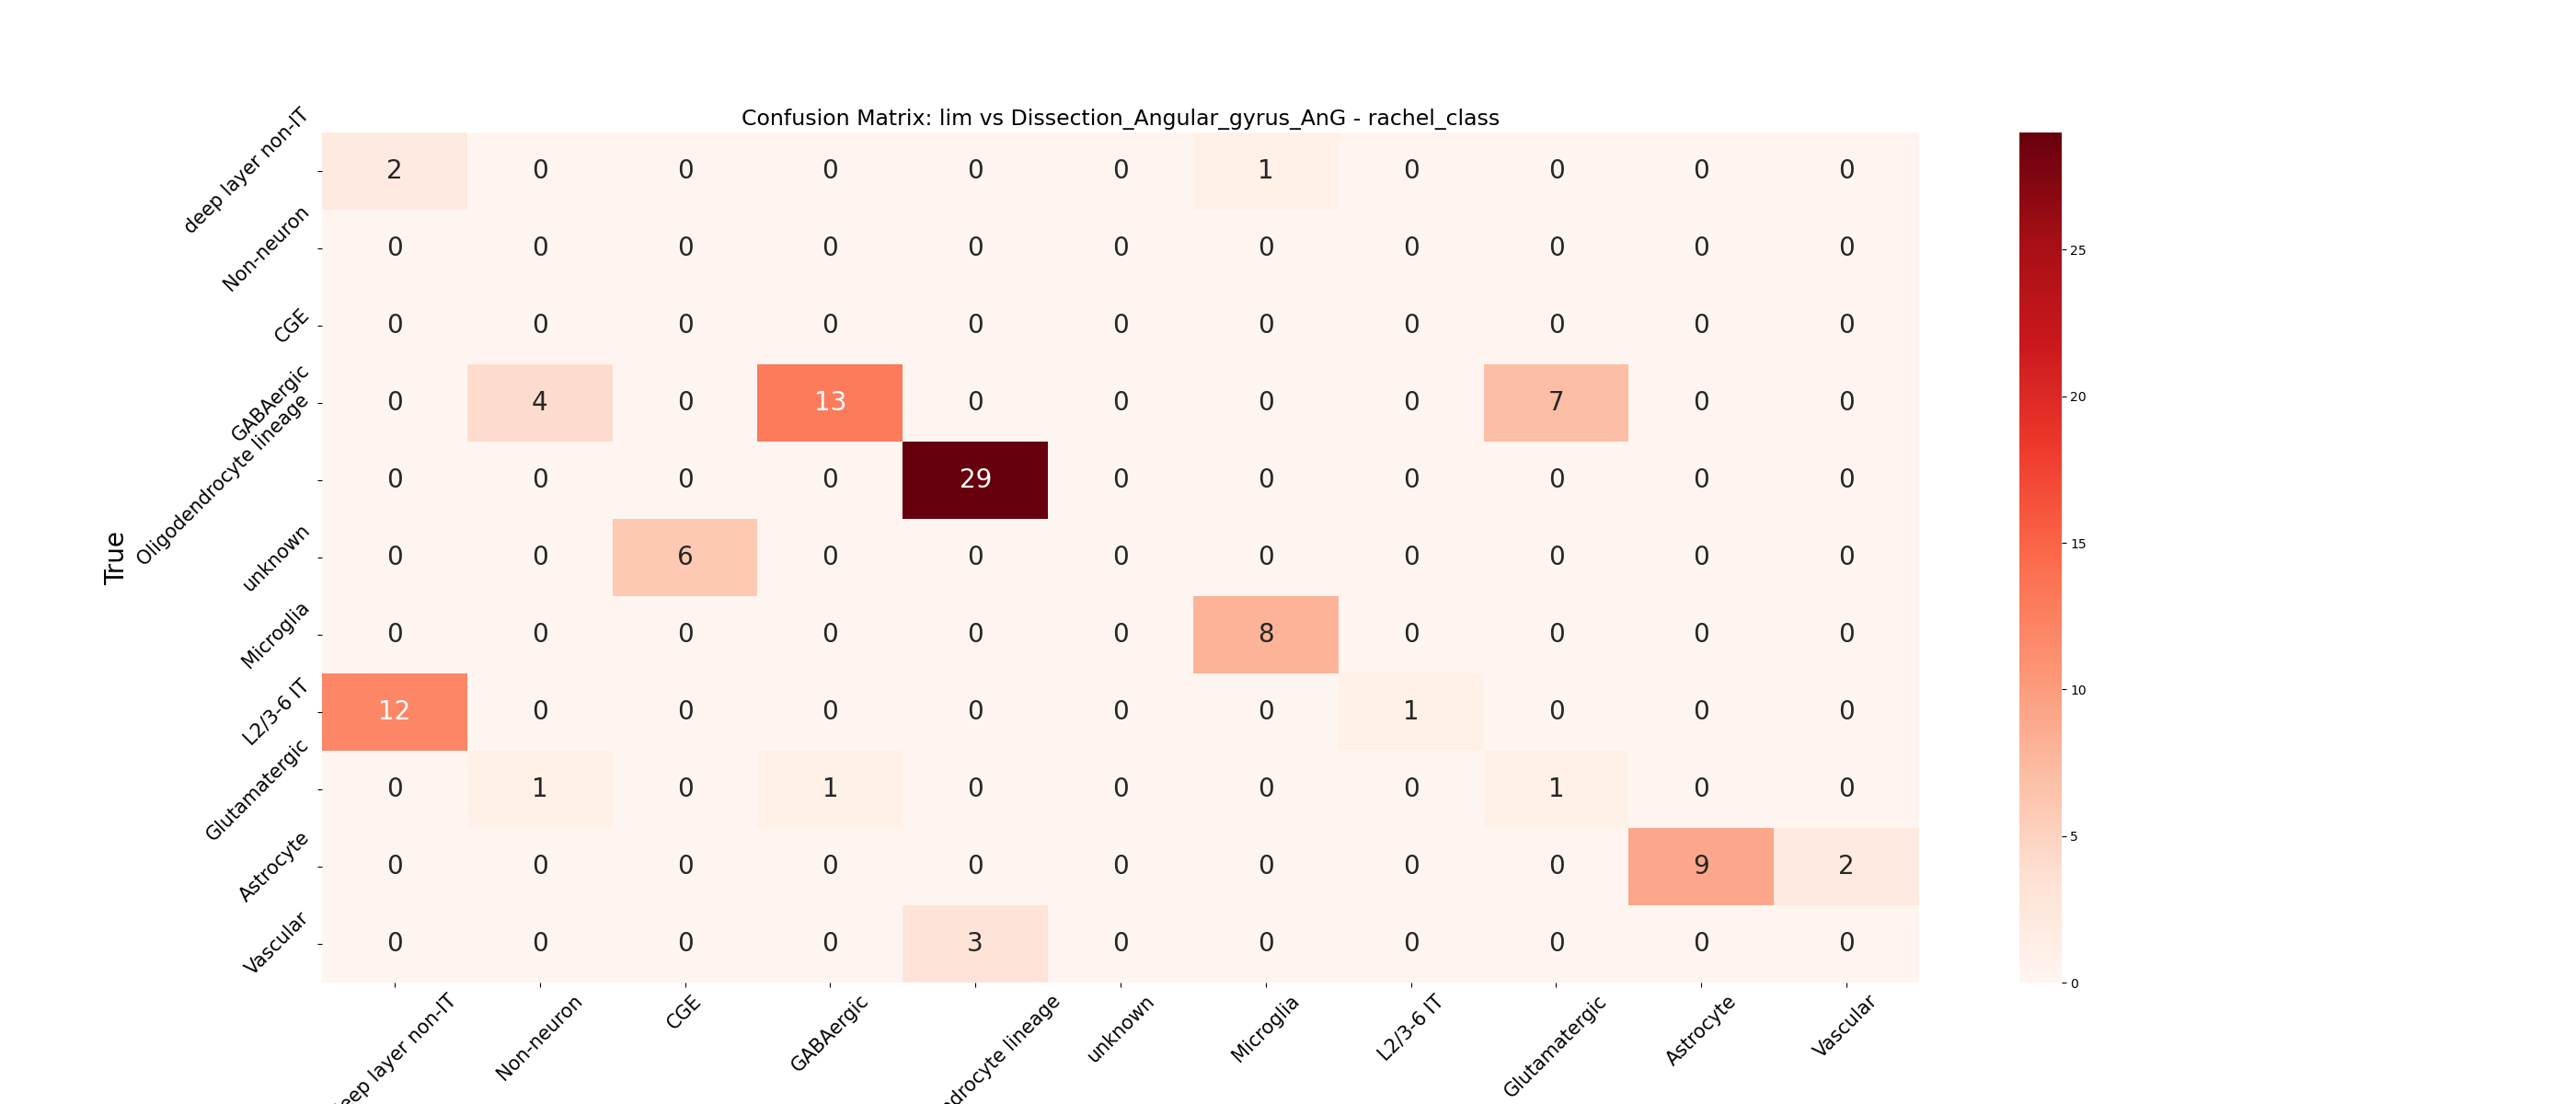 Confusion Matrix: lim vs Dissection_Angular_gyrus_AnG - rachel_class
True
deep layer non-IT 2 0 0 0 0 0 1 0 0 0 0
Non-neuron 0 0 0 0 0 0 0 0 0 0 0
CGE 0 0 0 0 0 0 0 0 0 0 0
GABAergic 0 4 0 13 0 0 0 0 7 0 0
Oligodendrocyte lineage 0 0 0 0 29 0 0 0 0 0 0
unknown 0 0 6 0 0 0 0 0 0 0 0
Microglia 0 0 0 0 0 0 8 0 0 0 0
L2/3-6 IT 12 0 0 0 0 0 0 1 0 0 0
Glutamatergic 0 1 0 1 0 0 0 0 1 0 0
Astrocyte 0 0 0 0 0 0 0 0 0 9 2
Vascular 0 0 0 0 3 0 0 0 0 0 0
eep layer non-IT Non-neuron CGE GABAergic ndrocyte lineage unknown Microglia L2/3-6 IT Glutamatergic Astrocyte Vascular
25
20
15
10
5
0